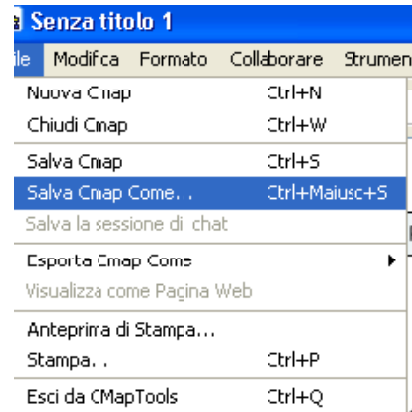 Senza titolo 1
ile Modifica Formato Collaborare Strumen
Nuova Cmap Ctrl+N
Chiudi Cmap Ctrl+W
Salva Cmap Ctrl+S
Salva Cmap Come... Ctrl+Maiusc+S
Salva la sessione di chat
Esporta Cmap Come
Visualizza come Pagina Web
Anteprima di Stampa...
Stampa... Ctrl+P
Esci da CMapTools Ctrl+Q